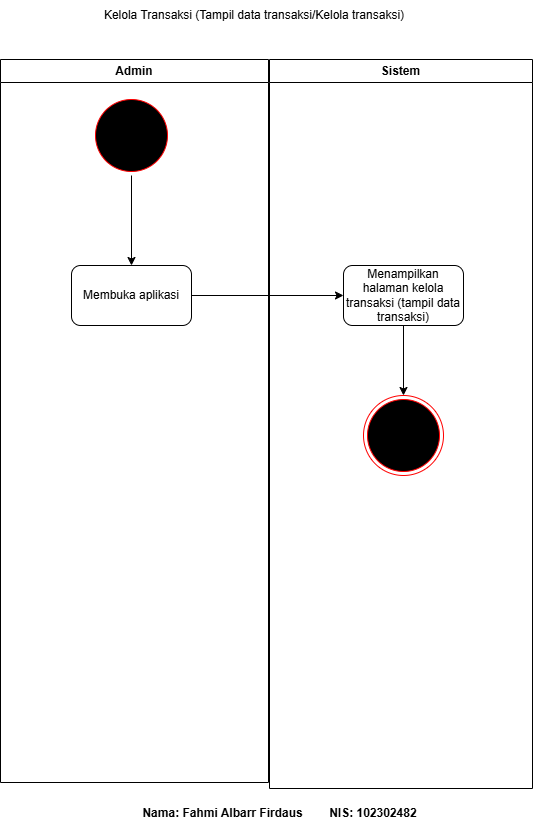 Kelola Transaksi (Tampil data transaksi/Kelola transaksi)
Admin
Sistem
Membuka aplikasi
Menampilkan
halaman kelola
transaksi (tampil data
transaksi)
Nama: Fahmi Albarr Firdaus NIS: 102302482